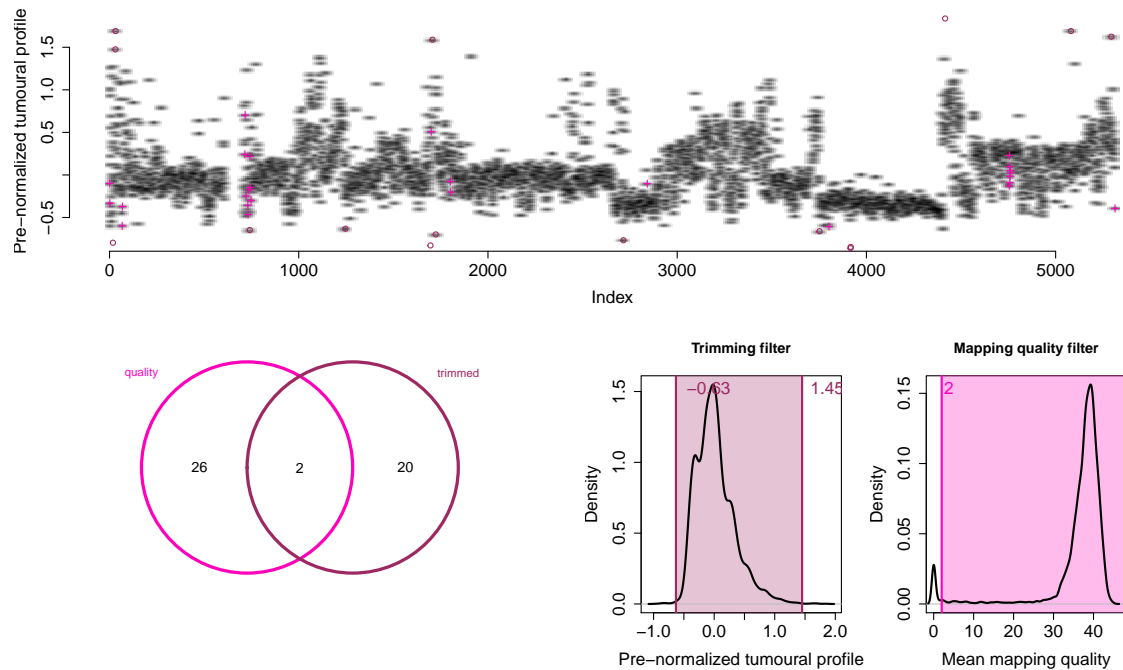 Pre−normalized tumoural profile
1.5
1.0
0.5
−0.5
0 1000 2000 3000 4000 5000
Index
quality
trimmed
26
2
20
Trimming filter
−0.63
1.45
Density
1.5
1.0
0.5
0.0
−1.0 0.0 1.0 2.0
Pre−normalized tumoural profile
Mapping quality filter
2
Density
0.15
0.10
0.05
0.00
0 10 20 30 40
Mean mapping quality